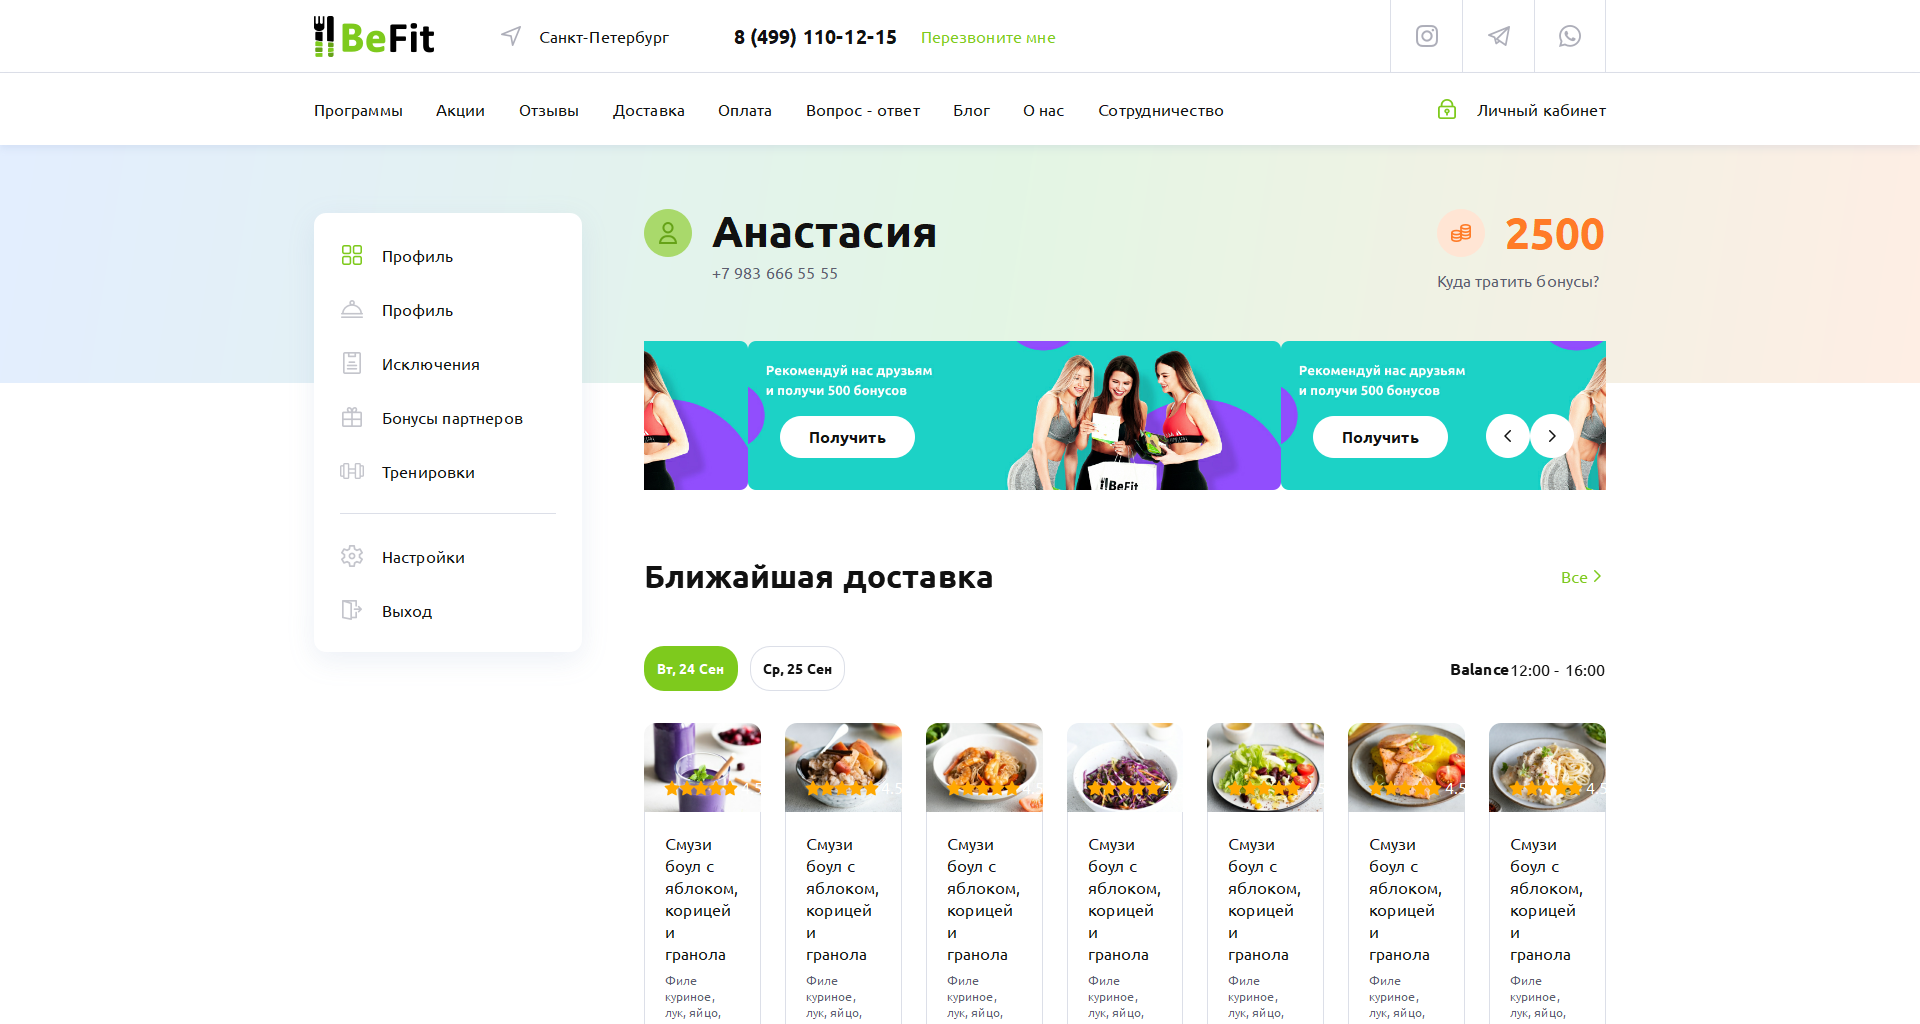 BeFit
Санкт-Петербург
8 (499) 110-12-15
Перезвоните мне
Программы
Акции
Отзывы
Доставка
Оплата
Вопрос - ответ
Блог
О нас
Сотрудничество
Личный кабинет
Профиль
Профиль
Исключения
Бонусы партнеров
Тренировки
Настройки
Выход
Анастасия
+7 983 666 55 55
2500
Куда тратить бонусы?
Рекомендуй нас друзьям
и получи 500 бонусов
Получить
BeFit
Рекомендуй нас друзьям
и получи 500 бонусов
Получить
Ближайшая доставка
Все
Вт, 24 Сен
Ср, 25 Сен
Balance 12:00 - 16:00
4.5
Смузи
боул с
яблоком,
корицей
и
гранола
Филе
куриное,
лук, яйцо,
4.5
Смузи
боул с
яблоком,
корицей
и
гранола
Филе
куриное,
лук, яйцо,
4.5
Смузи
боул с
яблоком,
корицей
и
гранола
Филе
куриное,
лук, яйцо,
4
Смузи
боул с
яблоком,
корицей
и
гранола
Филе
куриное,
лук, яйцо,
4.5
Смузи
боул с
яблоком,
корицей
и
гранола
Филе
куриное,
лук, яйцо,
4.5
Смузи
боул с
яблоком,
корицей
и
гранола
Филе
куриное,
лук, яйцо,
4.5
Смузи
боул с
яблоком,
корицей
и
гранола
Филе
куриное,
лук, яйцо,